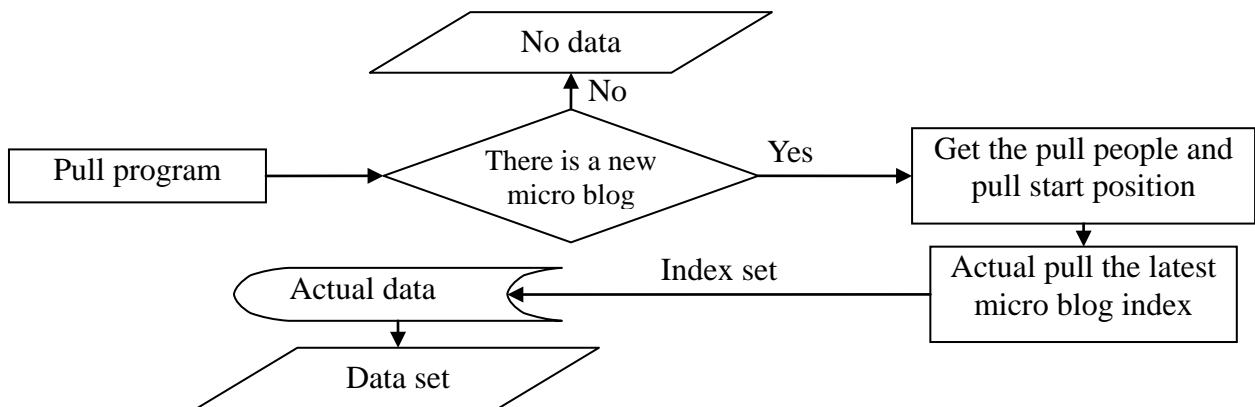 No data
No
Pull program
There is a new
micro blog
Yes
Get the pull people and
pull start position
Actual pull the latest
micro blog index
Index set
Actual data
Data set